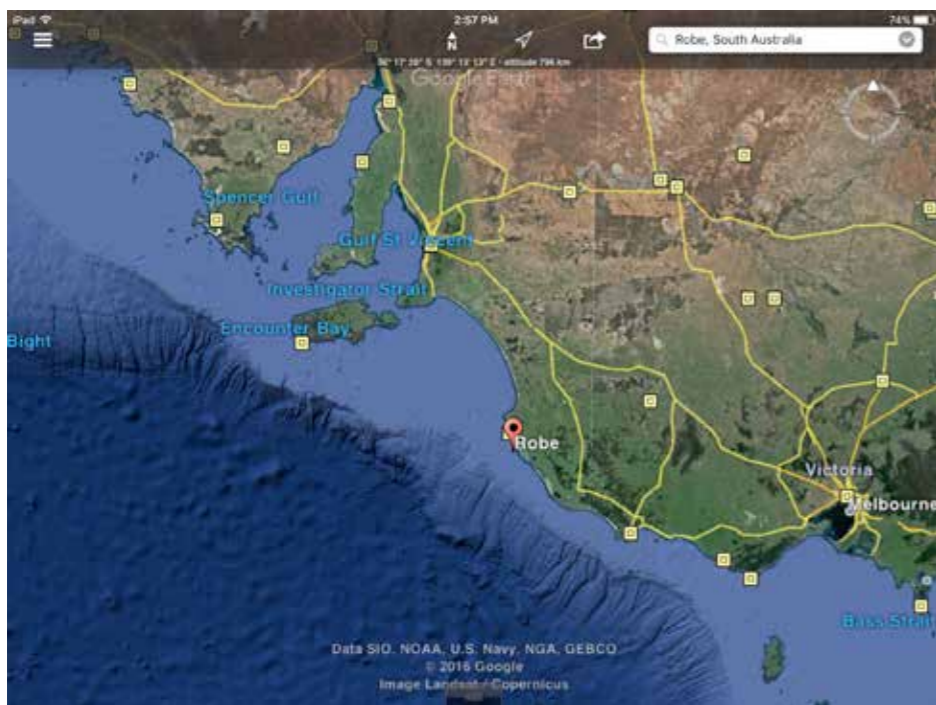 iPad
2:57 PM
74%
Robe, South Australia
N
Google Earth
Spencer Gulf
Gulf St Vincent
Investigator Strait
Encounter Bay
Bight
Robe
Victoria
Melbourne
Bass Strait
Data SIO, NOAA, U.S. Navy, NGA, GEBCO
© 2016 Google
Image Landsat / Copernicus